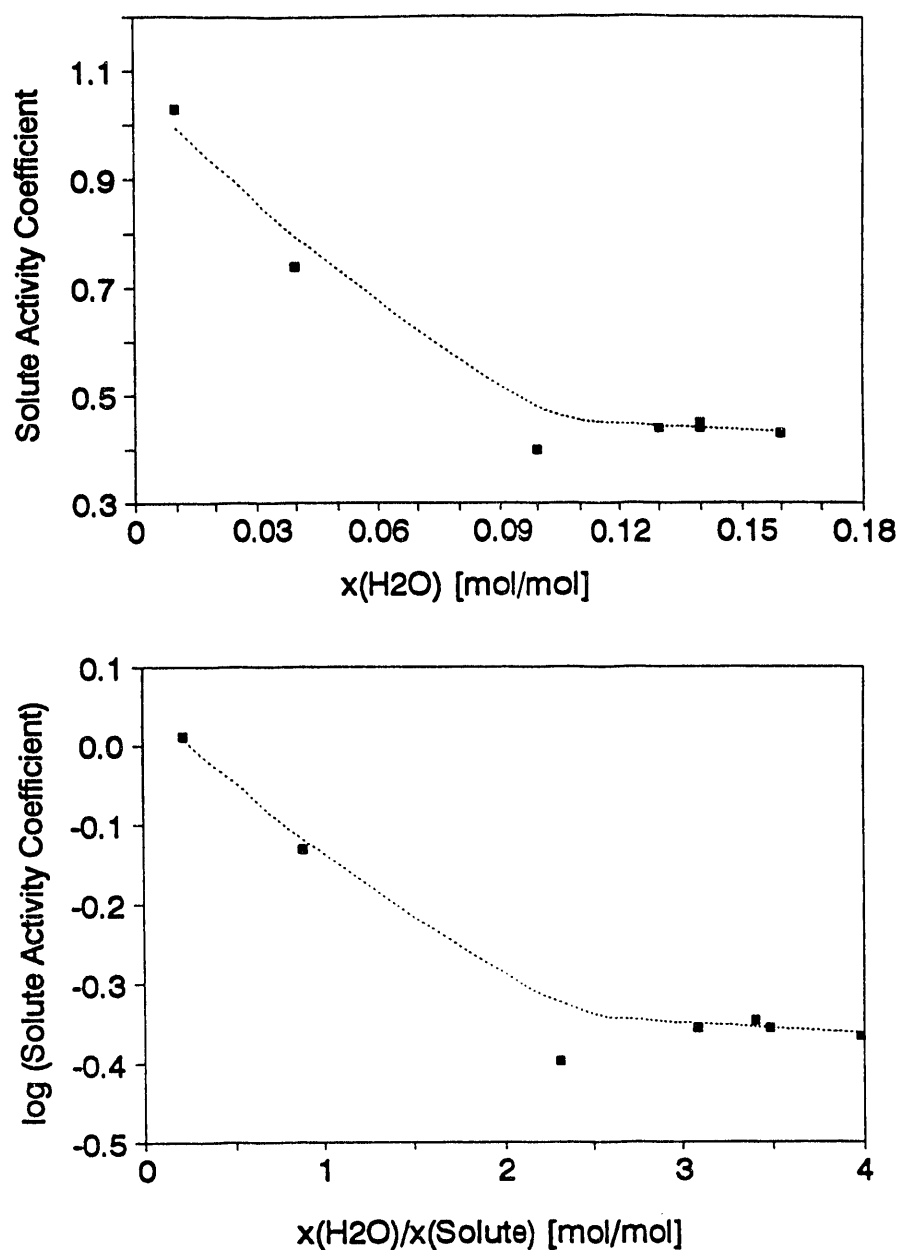 Solute Activity Coefficient
1.1
0.9
0.7
0.5
0.3
0 0.03 0.06 0.09 0.12 0.15 0.18
x(H2O) [mol/mol]
log (Solute Activity Coefficient)
0.1
0.0
-0.1
-0.2
-0.3
-0.4
-0.5
0 1 2 3 4
x(H2O)/x(Solute) [mol/mol]